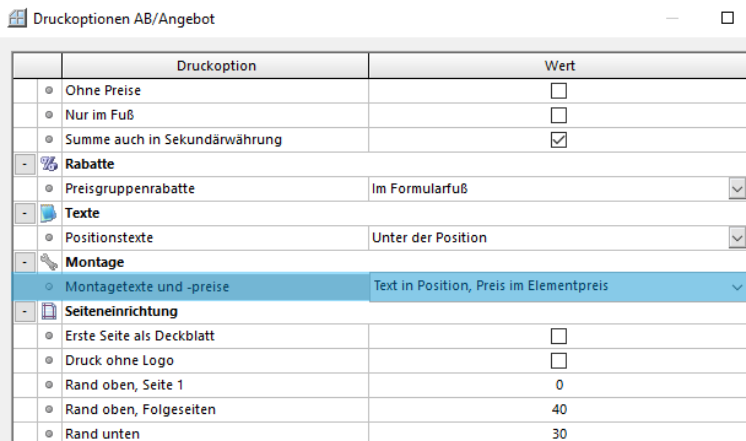 Druckoptionen AB/Angebot
Druckoption Wert
Ohne Preise
Nur im Fuß
Summe auch in Sekundärwährung
Rabatte
Preisgruppenrabatte Im Formularfuß
Texte
Positionstexte Unter der Position
Montage
Montagetexte und -preise Text in Position, Preis im Elementpreis
Seiteneinrichtung
Erste Seite als Deckblatt
Druck ohne Logo
Rand oben, Seite 1 0
Rand oben, Folgeseiten 40
Rand unten 30